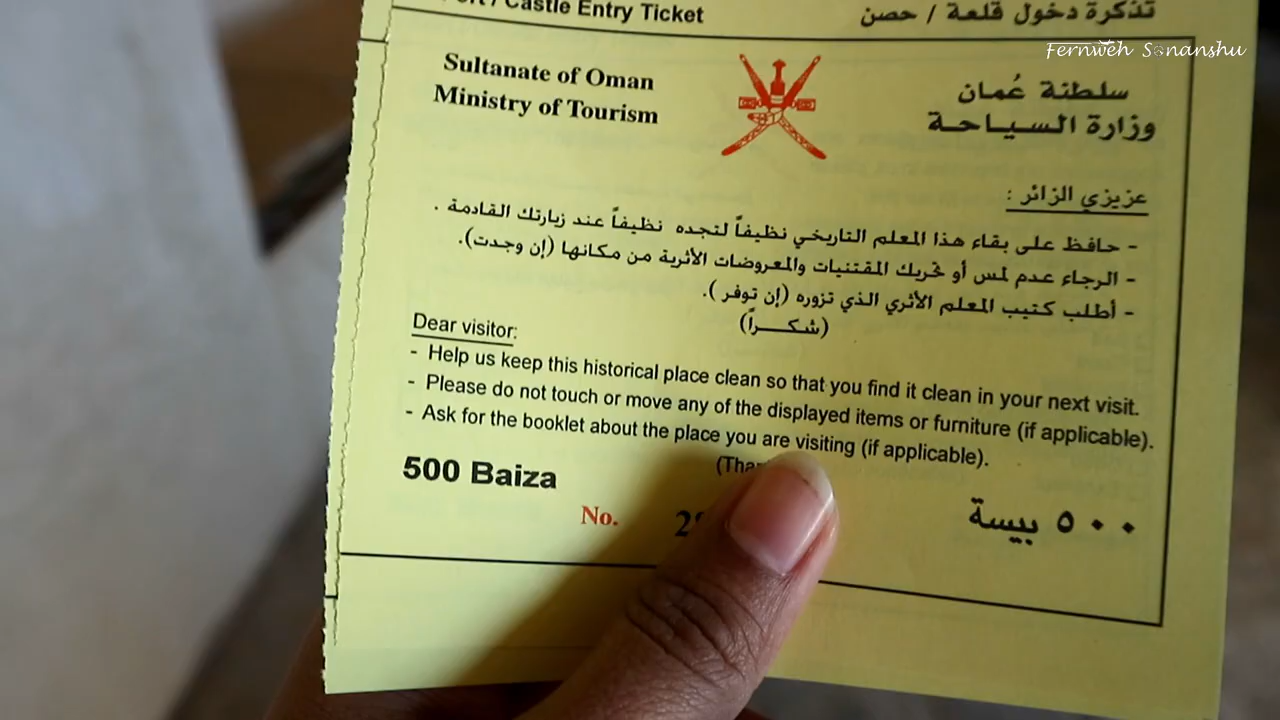 / Castle Entry Ticket
تذكرة دخول قلعة / حصن
Fernweh Sonanshu
Sultanate of Oman
Ministry of Tourism
سلطنة عُمان
وزارة السيـاحـة
عزيزي الزائر :
- حافظ على بقاء هذا المعلم التاريخي نظيفاً لتجده نظيفاً عند زيارتك القادمة .
- الرجاء عدم لمس أو تحريك المقتنيات والمعروضات الأثرية من مكانها (إن وجدت).
- أطلب كتيب المعلم الأثري الذي تزوره (إن توفر ).
(شكـــراً)
Dear visitor:
- Help us keep this historical place clean so that you find it clean in your next visit.
- Please do not touch or move any of the displayed items or furniture (if applicable).
- Ask for the booklet about the place you are visiting (if applicable).
500 Baiza
٥٠٠ بيسة
No.